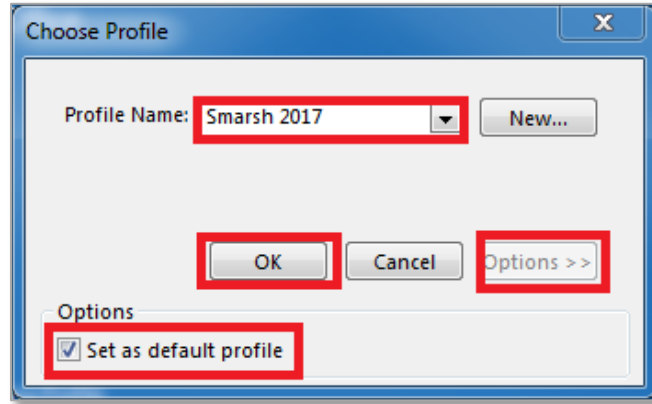 Choose Profile
Profile Name: Smarsh 2017 New...
OK Cancel Options >>
Options
Set as default profile